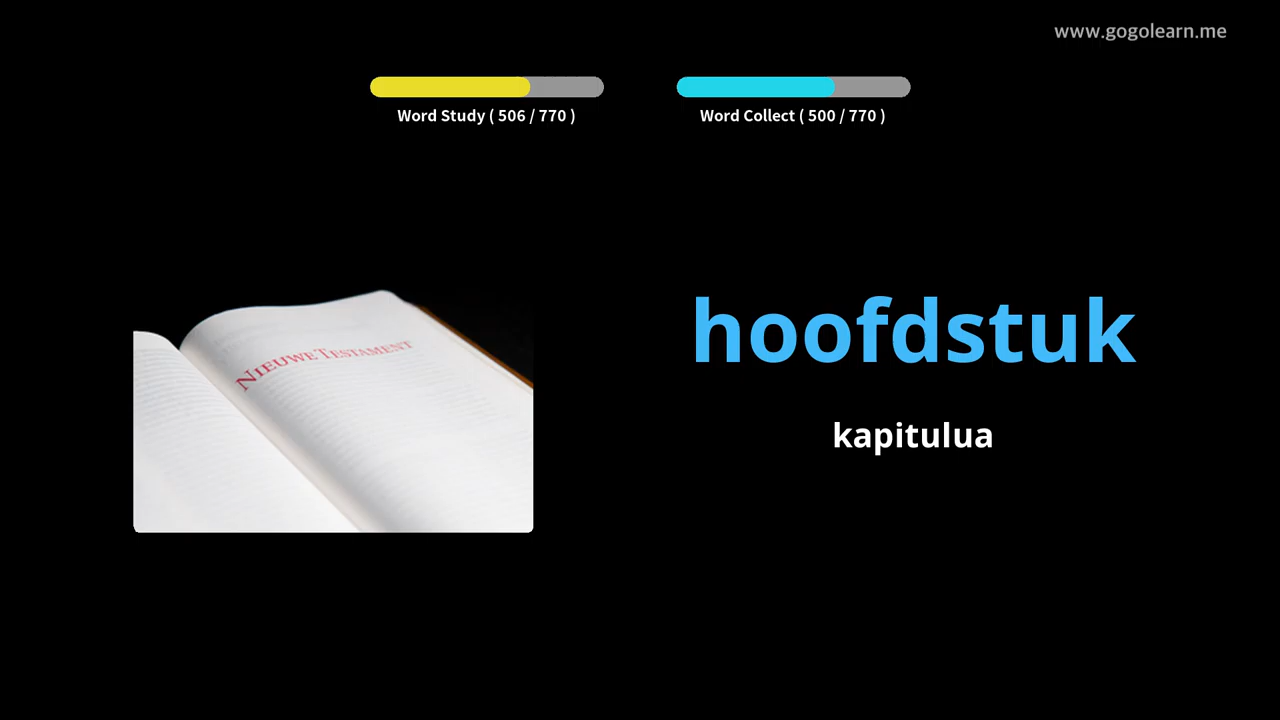 www.gogolearn.me
Word Study ( 506 / 770 )
Word Collect ( 500 / 770 )
NIEUWE TESTAMENT
hoofdstuk
kapitulua